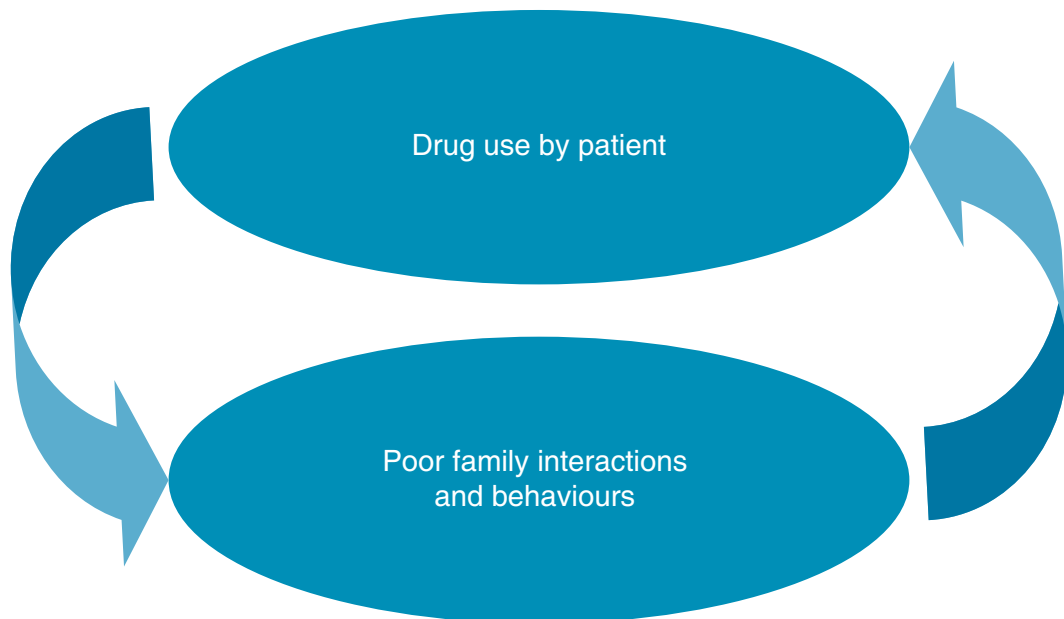 Drug use by patient
Poor family interactions
and behaviours